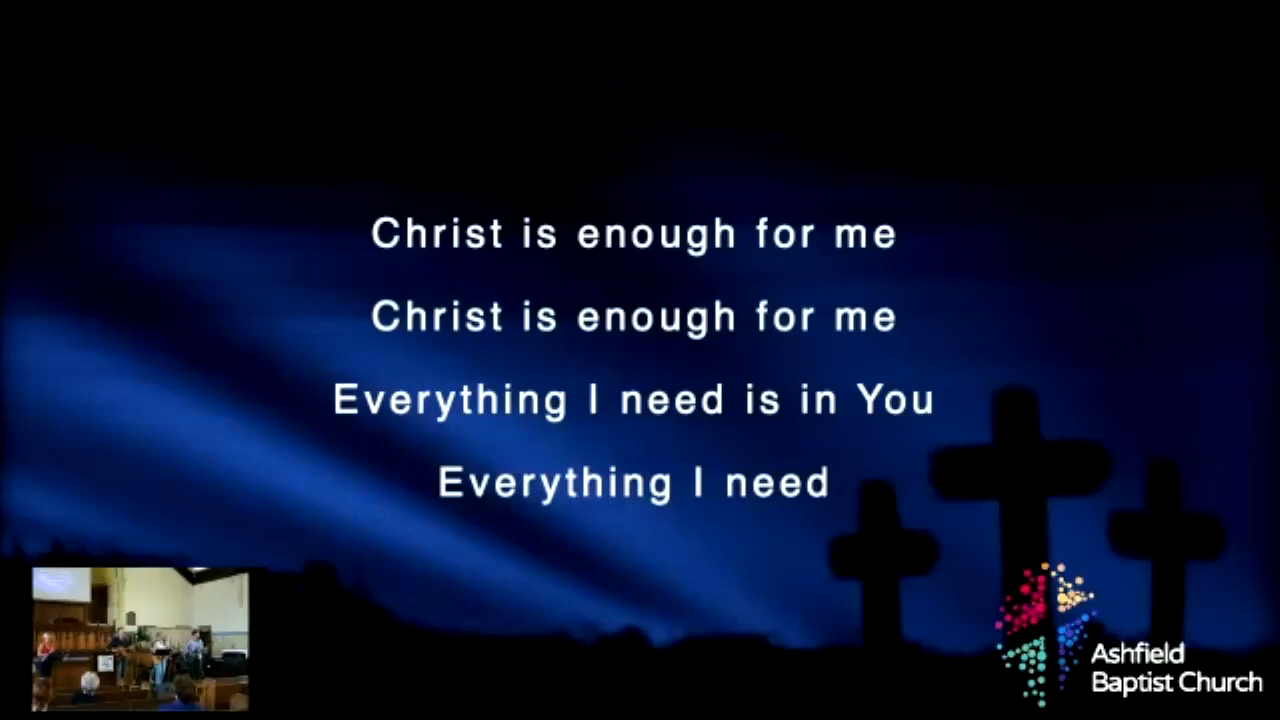 Christ is enough for me
Christ is enough for me
Everything I need is in You
Everything I need
Ashfield
Baptist Church